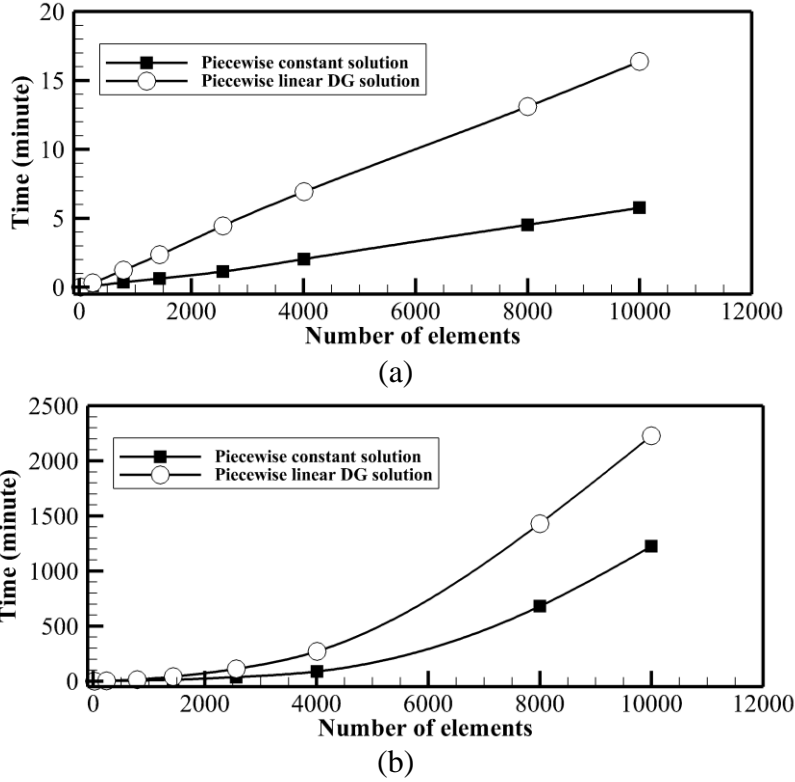 20
15
10
5
0
Time (minute)
Piecewise constant solution
Piecewise linear DG solution
2000 4000 6000 8000 10000 12000
Number of elements
(a)
2500
2000
1500
1000
500
0
Time (minute)
Piecewise constant solution
Piecewise linear DG solution
0 2000 4000 6000 8000 10000 12000
Number of elements
(b)